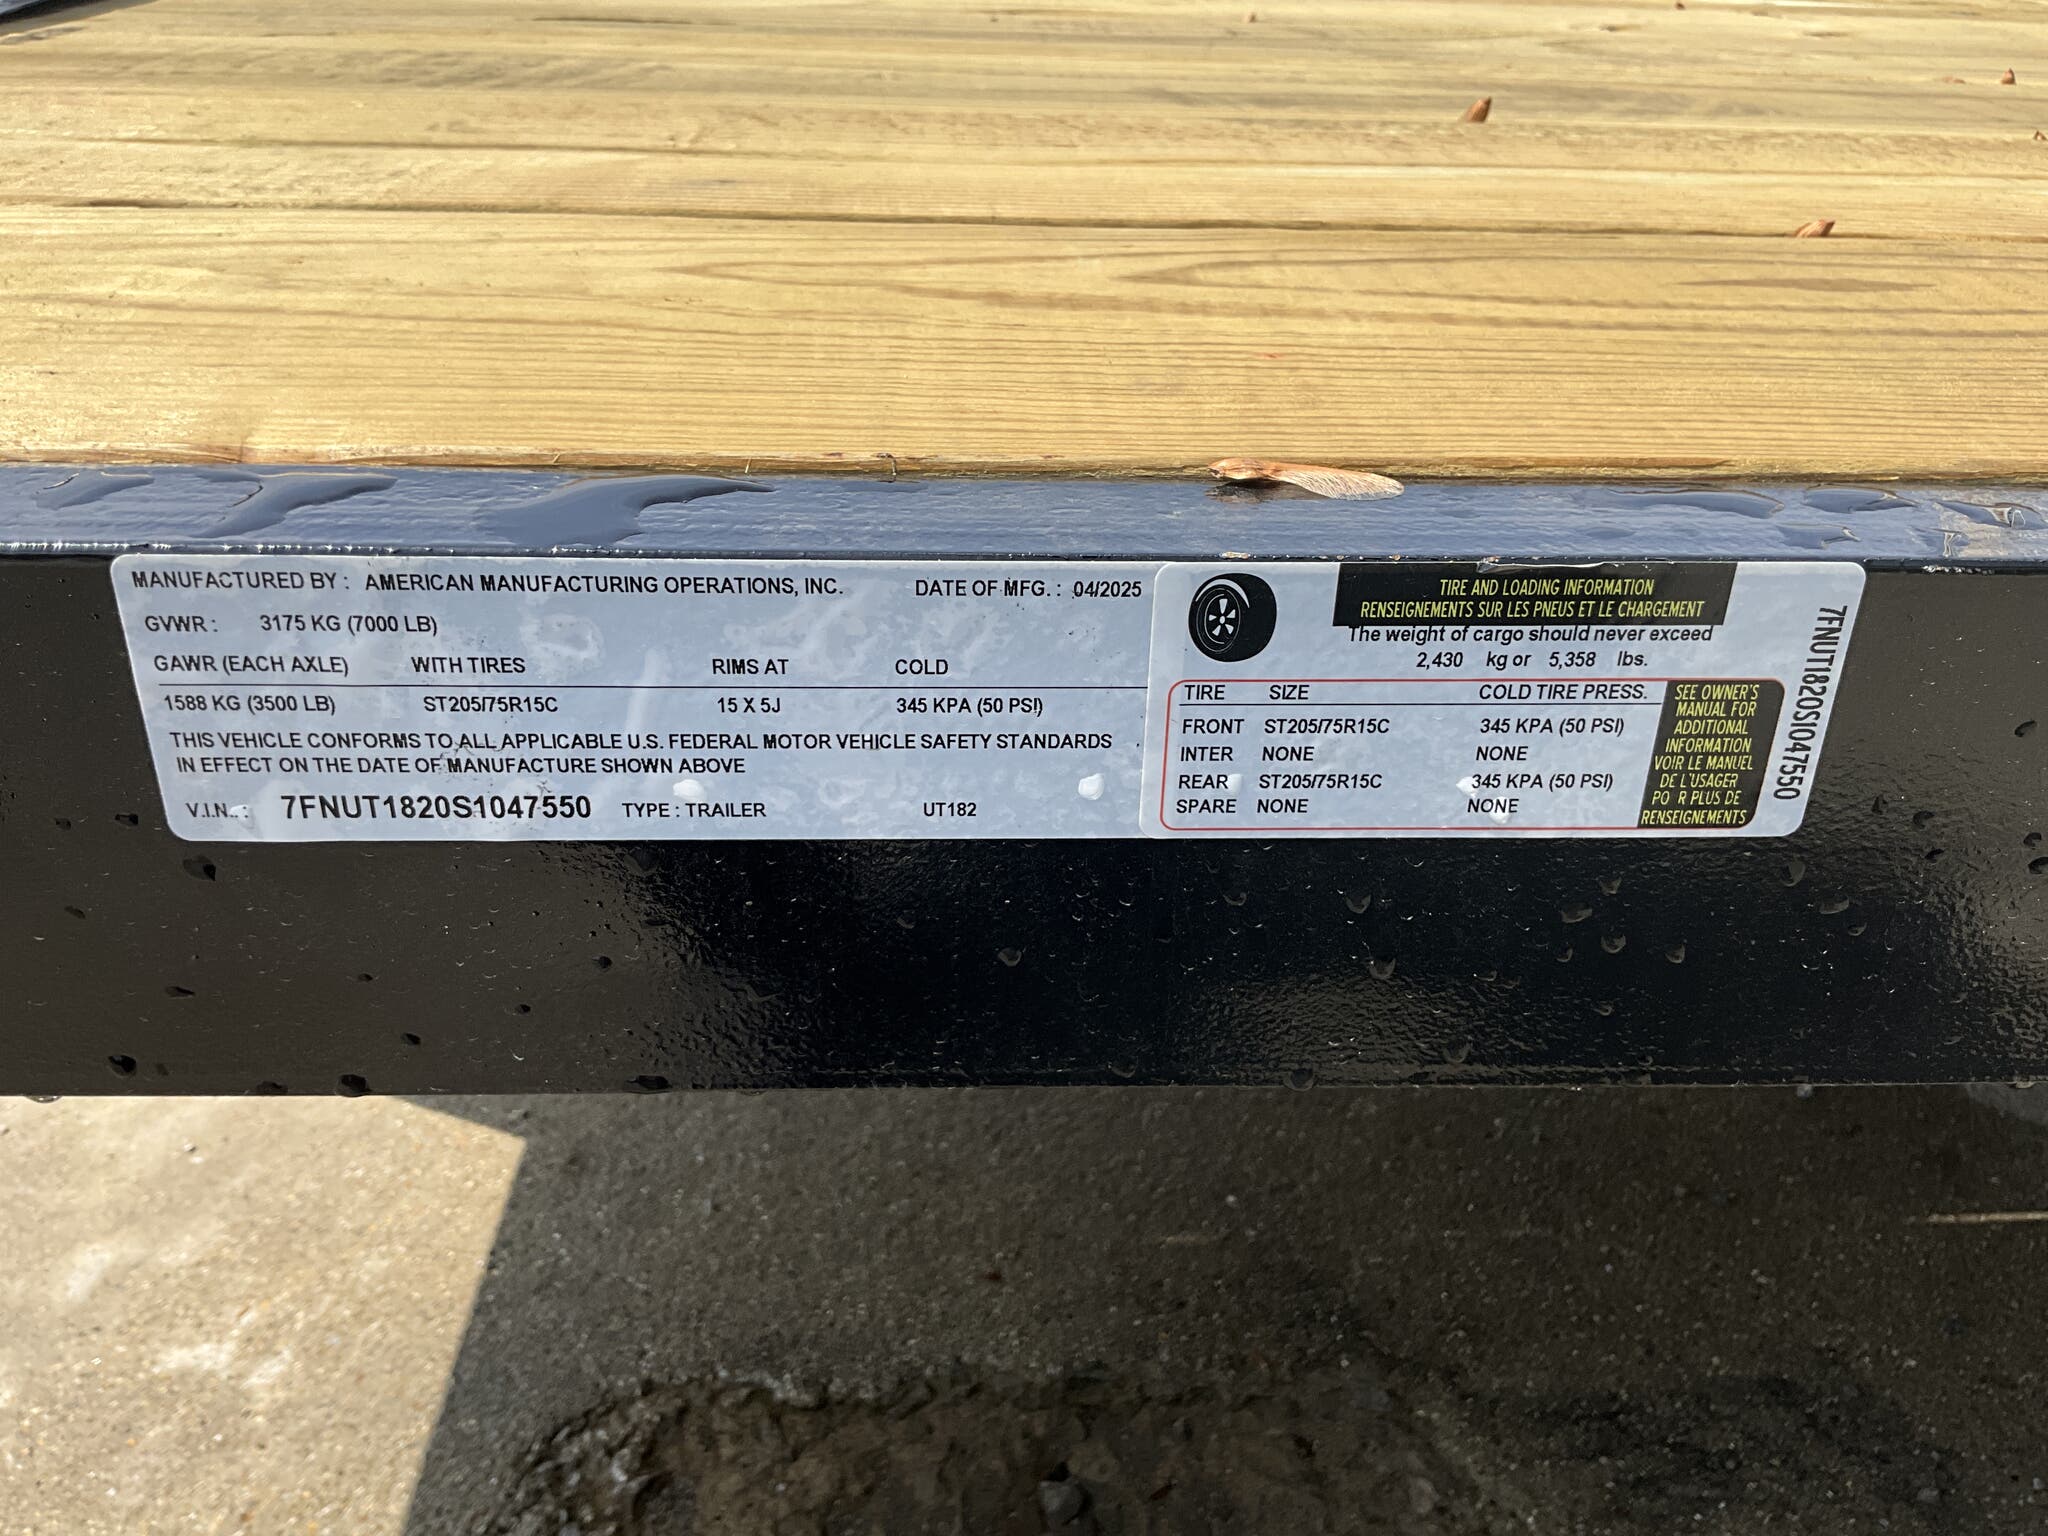 MANUFACTURED BY : AMERICAN MANUFACTURING OPERATIONS, INC. DATE OF MFG. : 04/2025
GVWR : 3175 KG (7000 LB)
GAWR (EACH AXLE) WITH TIRES RIMS AT COLD
1588 KG (3500 LB) ST205/75R15C 15 X 5J 345 KPA (50 PSI)
THIS VEHICLE CONFORMS TO ALL APPLICABLE U.S. FEDERAL MOTOR VEHICLE SAFETY STANDARDS
IN EFFECT ON THE DATE OF MANUFACTURE SHOWN ABOVE
V.I.N.. : 7FNUT1820S1047550 TYPE : TRAILER UT182
TIRE AND LOADING INFORMATION
RENSEIGNEMENTS SUR LES PNEUS ET LE CHARGEMENT
The weight of cargo should never exceed
2,430 kg or 5,358 lbs.
TIRE SIZE COLD TIRE PRESS.
FRONT ST205/75R15C 345 KPA (50 PSI)
INTER NONE NONE
REAR ST205/75R15C 345 KPA (50 PSI)
SPARE NONE NONE
SEE OWNER'S
MANUAL FOR
ADDITIONAL
INFORMATION
VOIR LE MANUEL
DE L'USAGER
PO R PLUS DE
RENSEIGNEMENTS
7FNUT1820S1047550